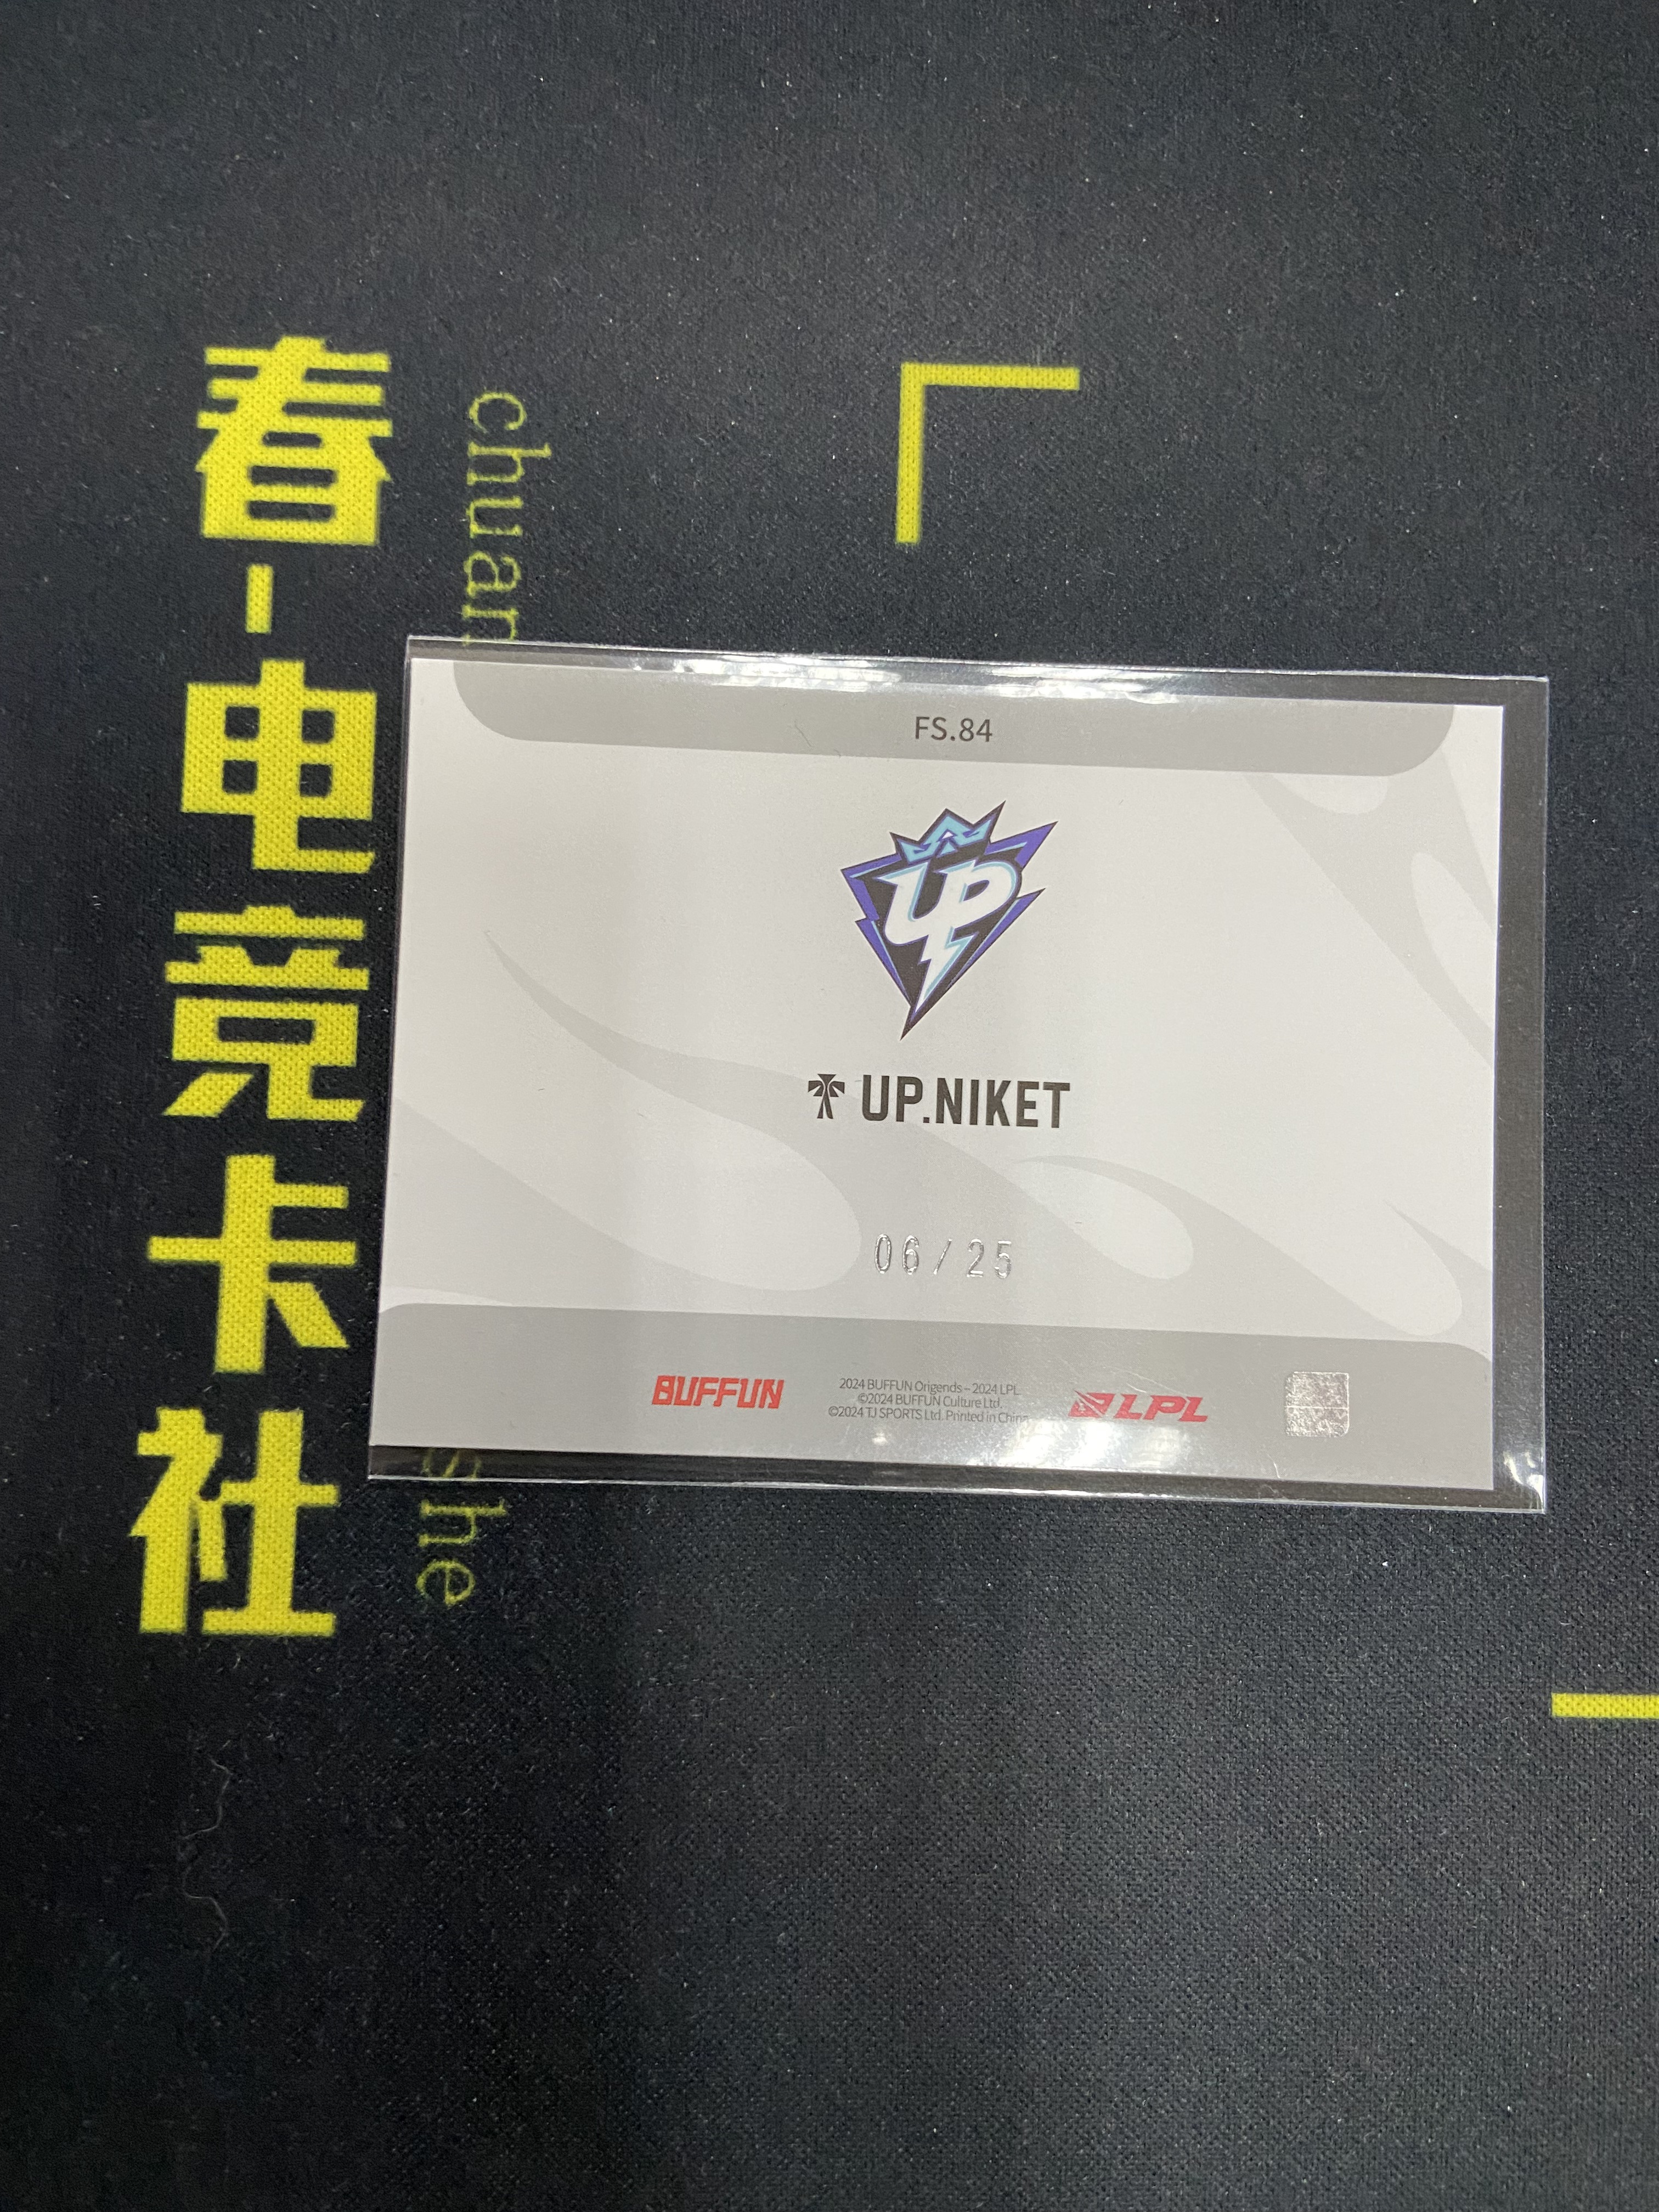 春-电竞卡社
chuan
she
FS.84
UP
UP.NIKET
06/25
BUFFUN
2024 BUFFUN Origends – 2024 LPL
©2024 BUFFUN Culture Ltd.
©2024 TJ SPORTS Ltd. Printed in China
LPL